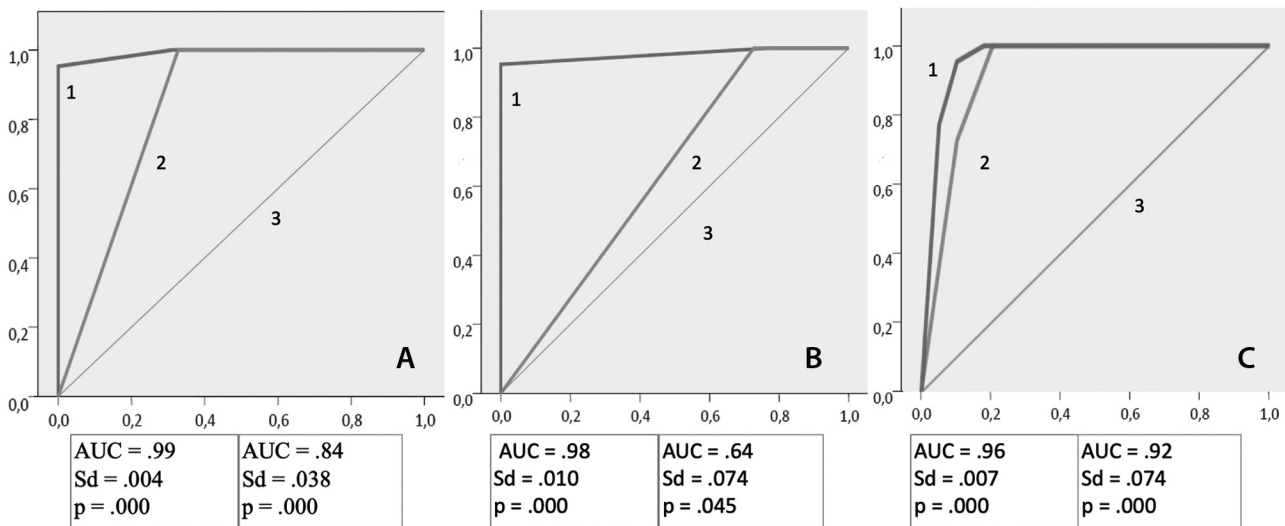 1,0
0,8
0,6
0,4
0,2
0,0
0,0 0,2 0,4 0,6 0,8 1,0
1
2
3
A
AUC = .99
Sd = .004
p = .000
AUC = .84
Sd = .038
p = .000
1,0
0,8
0,6
0,4
0,2
0,0
0,0 0,2 0,4 0,6 0,8 1,0
1
2
3
B
AUC = .98
Sd = .010
p = .000
AUC = .64
Sd = .074
p = .045
1,0
0,8
0,6
0,4
0,2
0,0
0,0 0,2 0,4 0,6 0,8 1,0
1
2
3
C
AUC = .96
Sd = .007
p = .000
AUC = .92
Sd = .074
p = .000